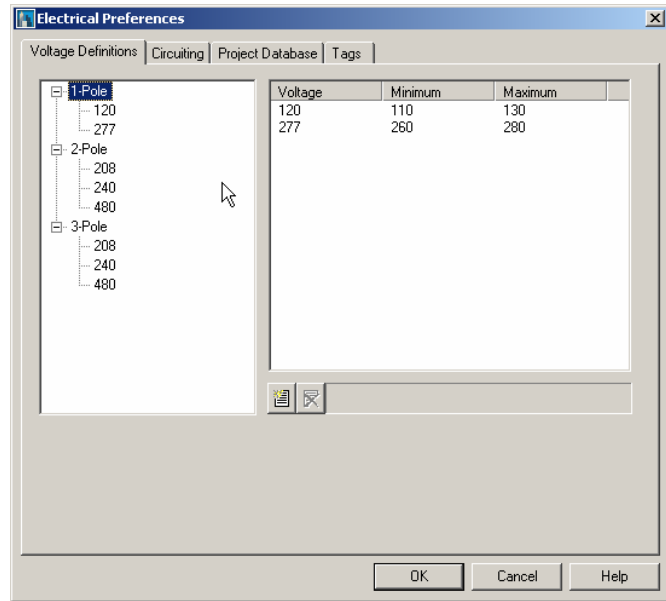 Electrical Preferences
Voltage Definitions Circuiting Project Database Tags
1-Pole
120
277
2-Pole
208
240
480
3-Pole
208
240
480
Voltage Minimum Maximum
120 110 130
277 260 280
OK Cancel Help